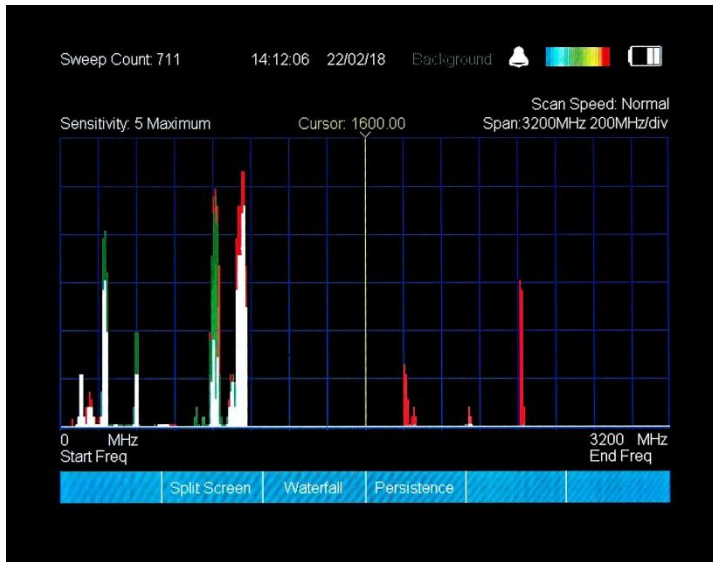 Sweep Count: 711 14:12:06 22/02/18 Background
Scan Speed: Normal
Sensitivity: 5 Maximum Cursor: 1600.00 Span:3200MHz 200MHz/div
0 MHz 3200 MHz
Start Freq End Freq
Split Screen Waterfall Persistence